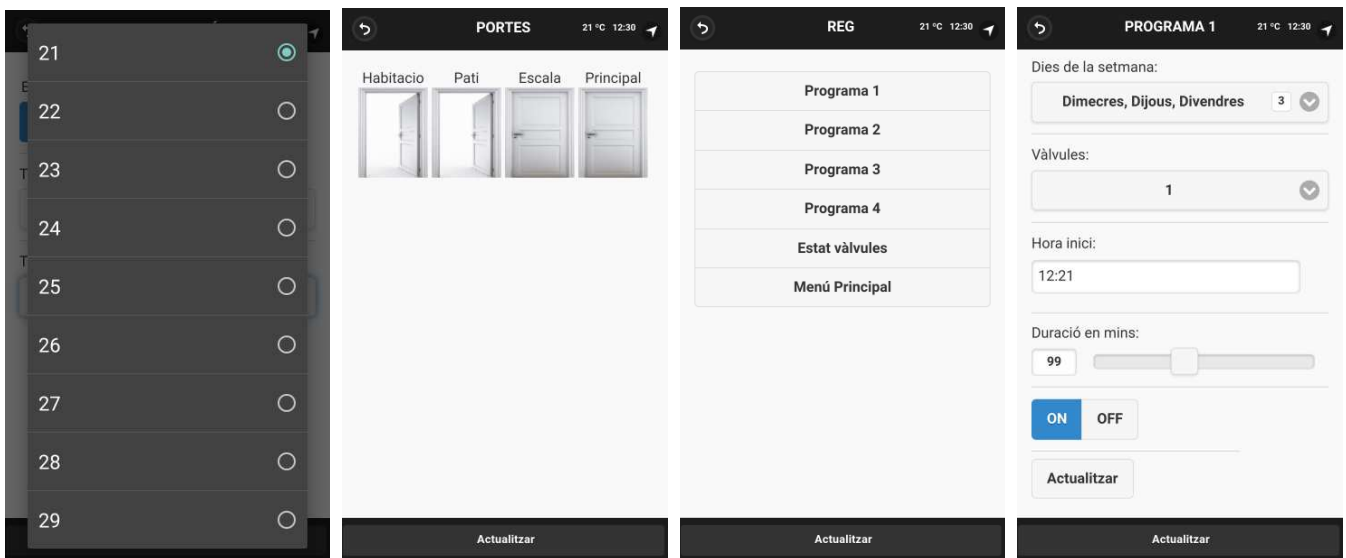 21
22
23
24
25
26
27
28
29
PORTES
21 ºC 12:30
Habitacio Pati Escala Principal
Actualitzar
REG
21 ºC 12:30
Programa 1
Programa 2
Programa 3
Programa 4
Estat vàlvules
Menú Principal
Actualitzar
PROGRAMA 1
21 ºC 12:30
Dies de la setmana:
Dimecres, Dijous, Divendres 3
Vàlvules:
1
Hora inici:
12:21
Duració en mins:
99
ON OFF
Actualitzar
Actualitzar